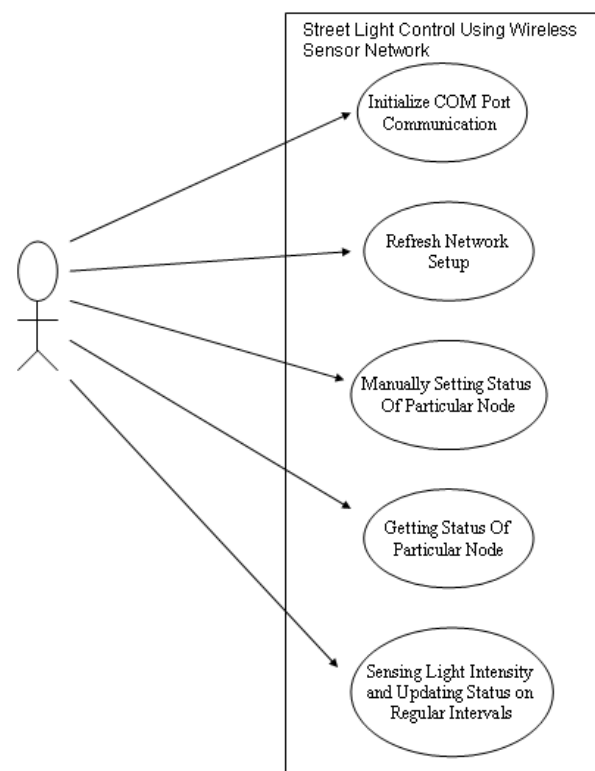 Street Light Control Using Wireless
Sensor Network
Initialize COM Port
Communication
Refresh Network
Setup
Manually Setting Status
Of Particular Node
Getting Status Of
Particular Node
Sensing Light Intensity
and Updating Status on
Regular Intervals